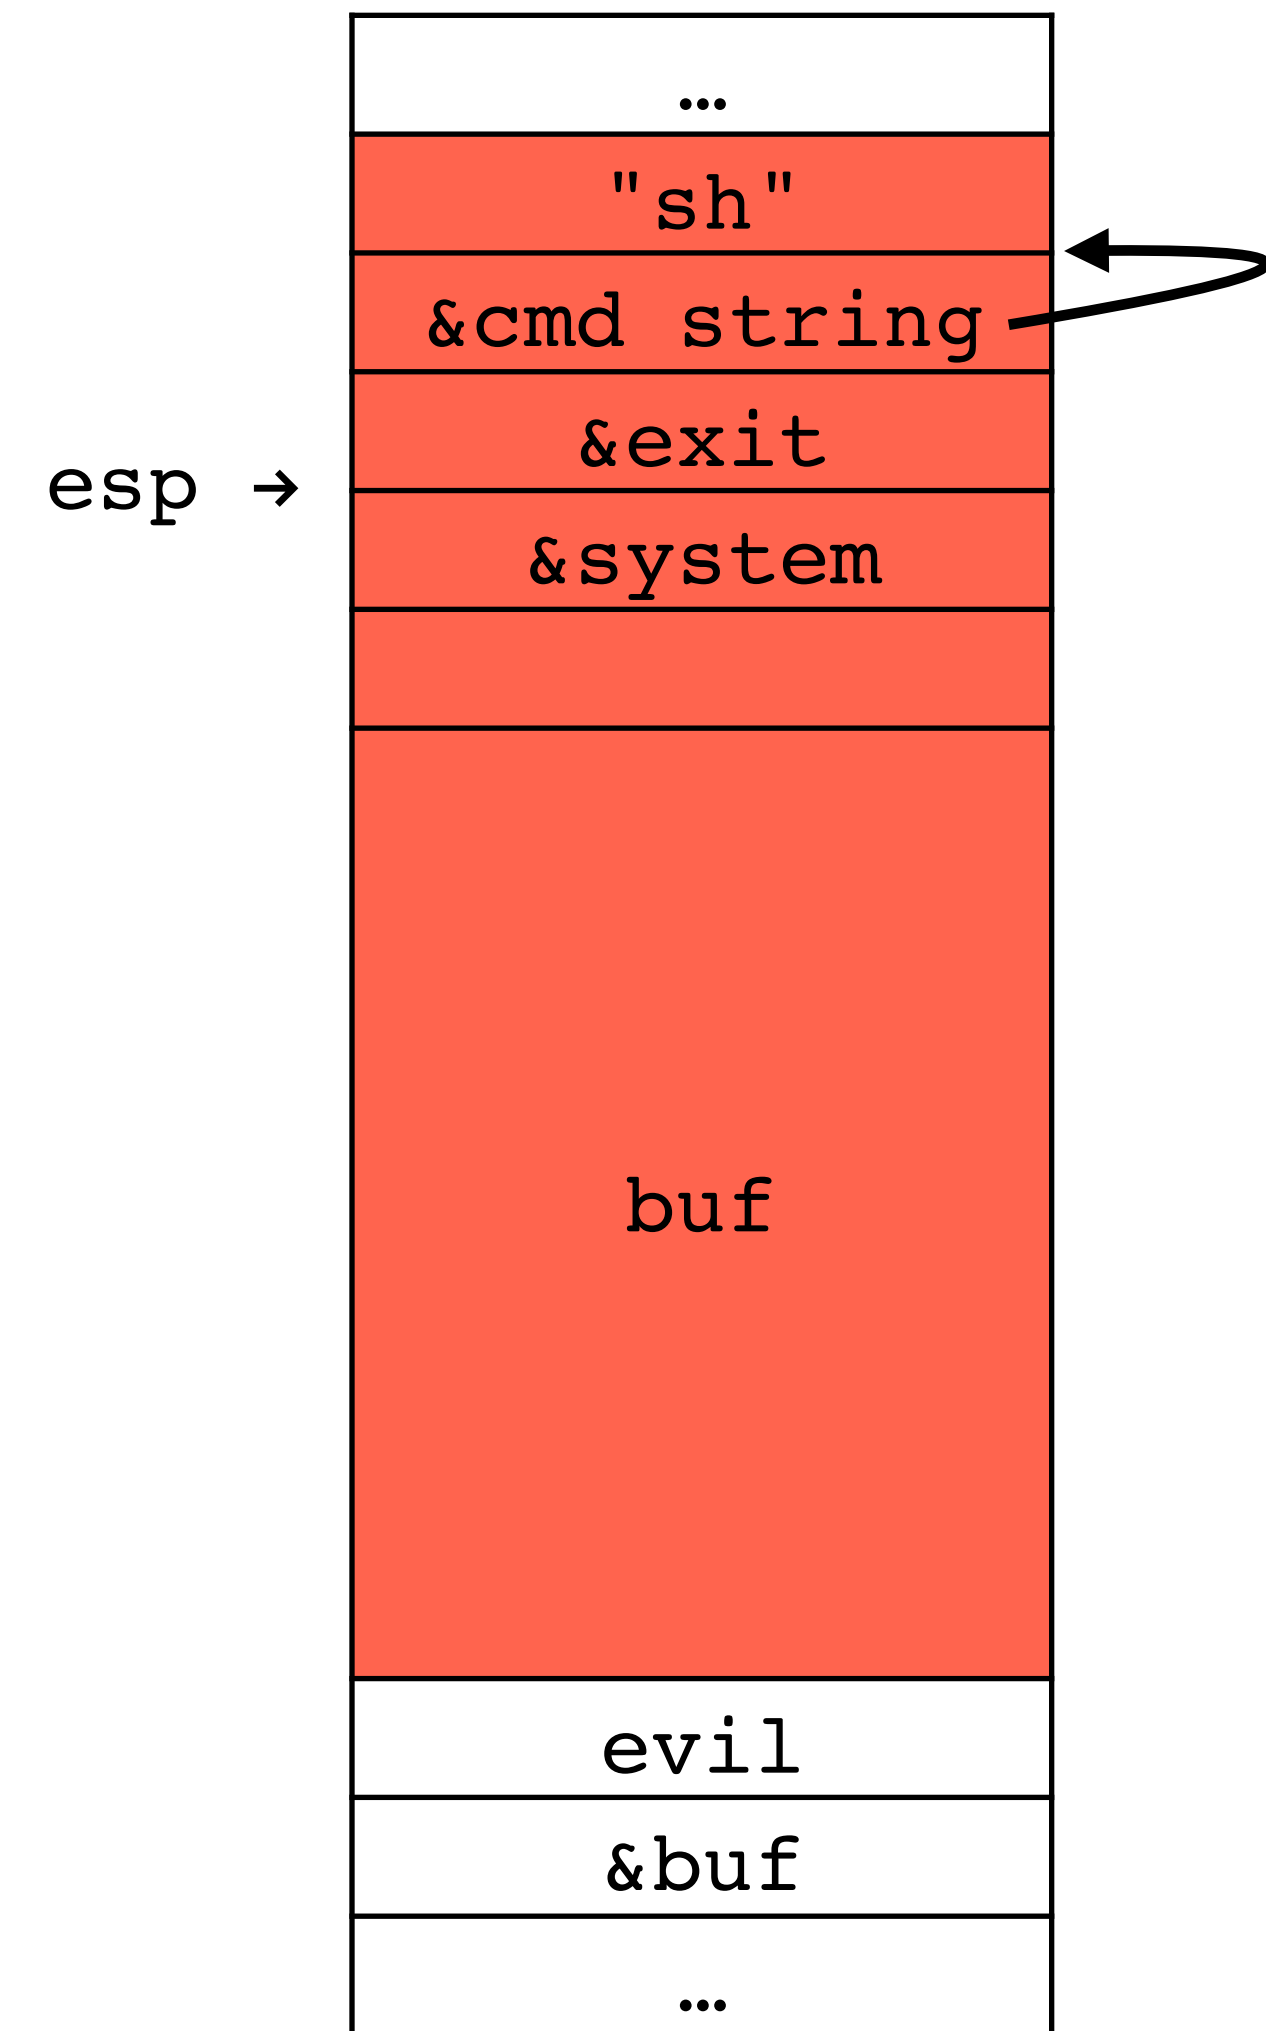 …
"sh"
&cmd string
&exit
esp →
&system
buf
evil
&buf
…